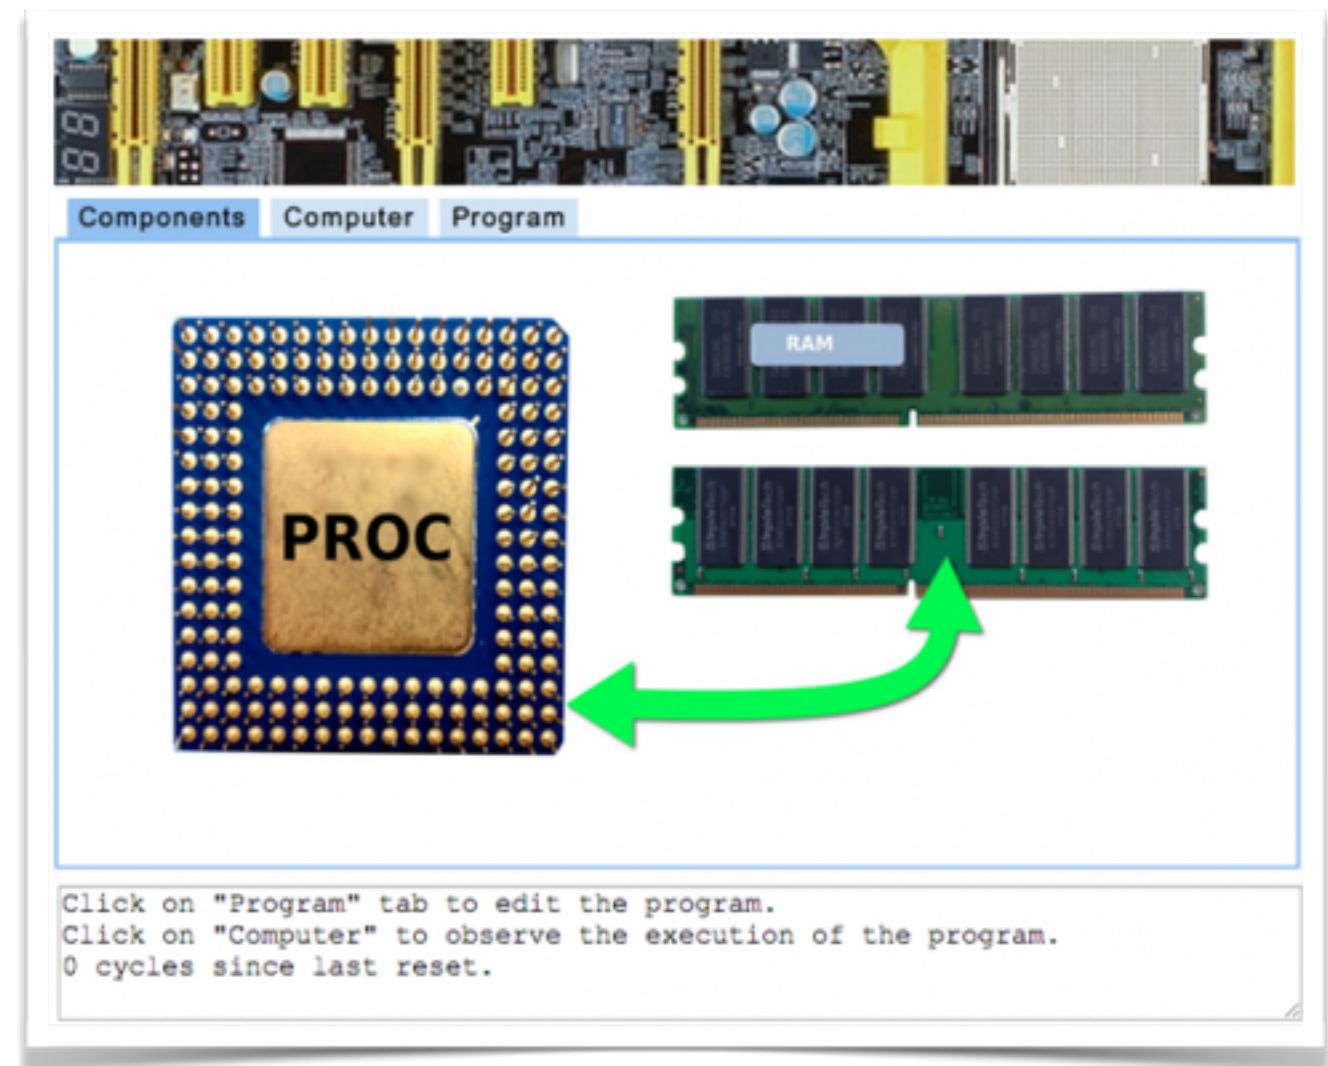 Components Computer Program
RAM
PROC
Click on "Program" tab to edit the program.
Click on "Computer" to observe the execution of the program.
0 cycles since last reset.